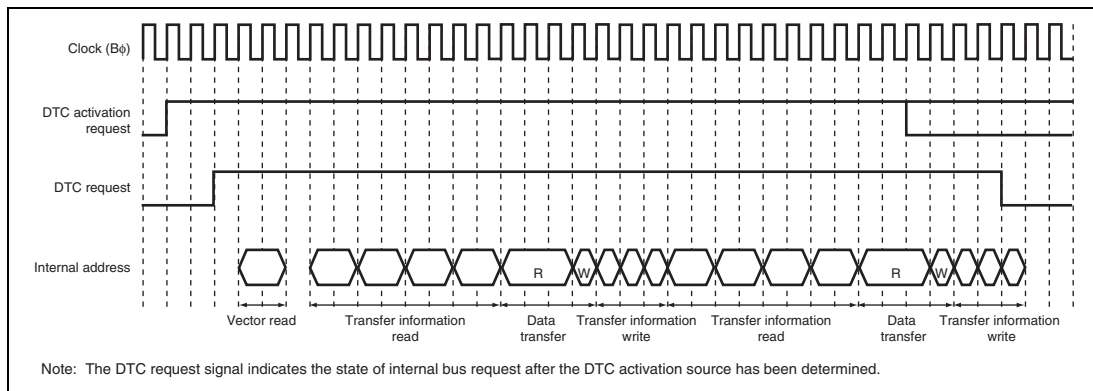 Clock (Bφ)
DTC activation
request
DTC request
Internal address
R
W
R
W
Vector read
Transfer information
read
Data
transfer
Transfer information
write
Transfer information
read
Data
transfer
Transfer information
write
Note: The DTC request signal indicates the state of internal bus request after the DTC activation source has been determined.